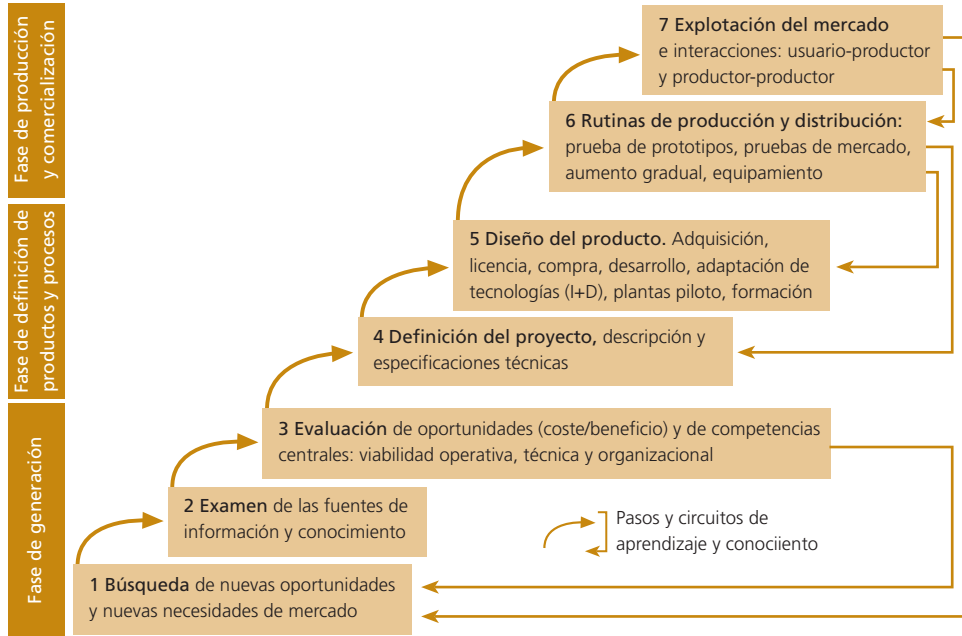 Fase de producción
y comercialización
7 Explotación del mercado
e interacciones: usuario-productor
y productor-productor
6 Rutinas de producción y distribución:
prueba de prototipos, pruebas de mercado,
aumento gradual, equipamiento
Fase de definición de
productos y procesos
5 Diseño del producto. Adquisición,
licencia, compra, desarrollo, adaptación de
tecnologías (I+D), plantas piloto, formación
4 Definición del proyecto, descripción y
especificaciones técnicas
Fase de generación
3 Evaluación de oportunidades (coste/beneficio) y de competencias
centrales: viabilidad operativa, técnica y organizacional
2 Examen de las fuentes de
información y conocimiento
Pasos y circuitos de
aprendizaje y conociiento
1 Búsqueda de nuevas oportunidades
y nuevas necesidades de mercado